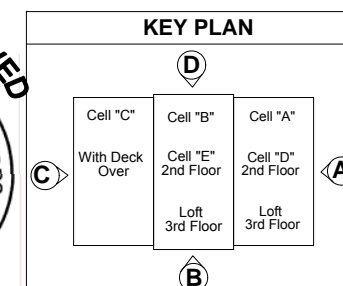 KEY PLAN
D
Cell "C"
With Deck
Over
Cell "B"
Cell "E"
2nd Floor
Loft
3rd Floor
Cell "A"
Cell "D"
2nd Floor
Loft
3rd Floor
C
A
B